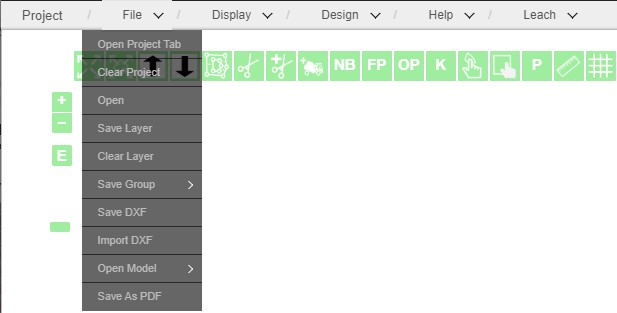 Project / File / Display / Design / Help / Leach
Open Project Tab
Clear Project
NB FP OP K P
+
Open
−
Save Layer
E
Clear Layer
Save Group
Save DXF
Import DXF
Open Model
Save As PDF